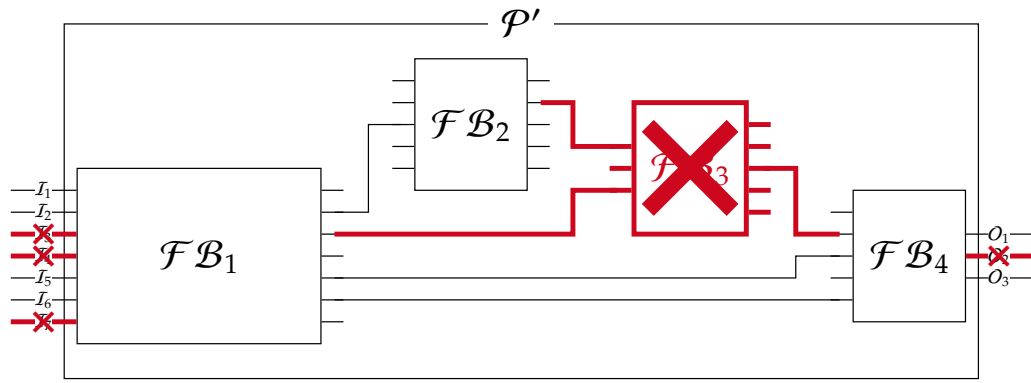 𝒫′
ℱℬ₂
ℱℬ₁
ℱℬ₄
I₁
I₂
I₅
I₆
O₁
O₃